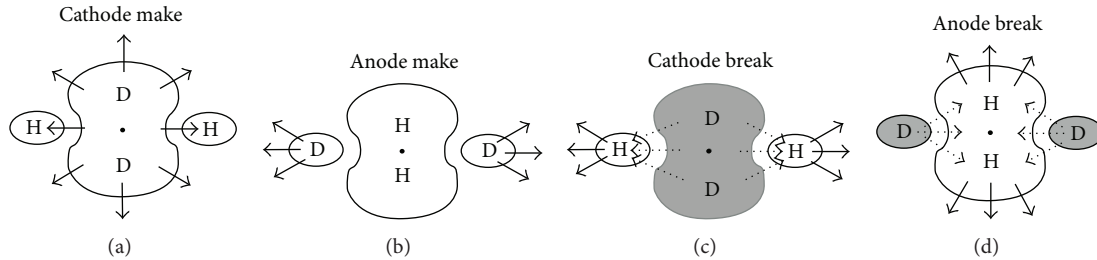 Cathode make
D
H
H
D
(a)
Anode make
H
D
D
H
(b)
Cathode break
D
H
H
D
(c)
Anode break
H
D
D
H
(d)